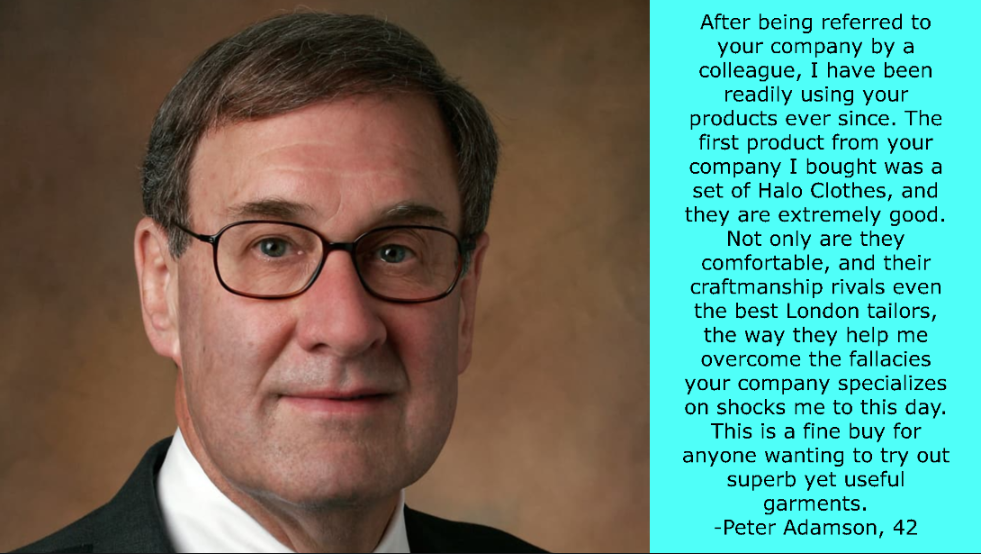 After being referred to
your company by a
colleague, I have been
readily using your
products ever since. The
first product from your
company I bought was a
set of Halo Clothes, and
they are extremely good.
Not only are they
comfortable, and their
craftmanship rivals even
the best London tailors,
the way they help me
overcome the fallacies
your company specializes
on shocks me to this day.
This is a fine buy for
anyone wanting to try out
superb yet useful
garments.
-Peter Adamson, 42